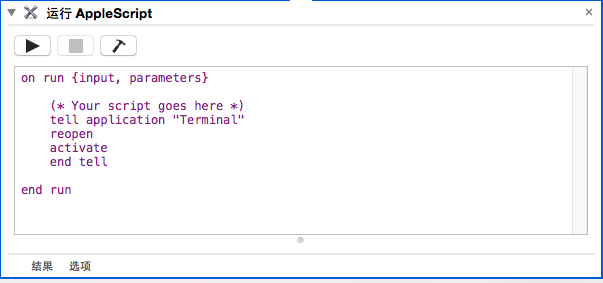 运行 AppleScript
on run {input, parameters}
(* Your script goes here *)
tell application "Terminal"
reopen
activate
end tell
end run
结果 选项